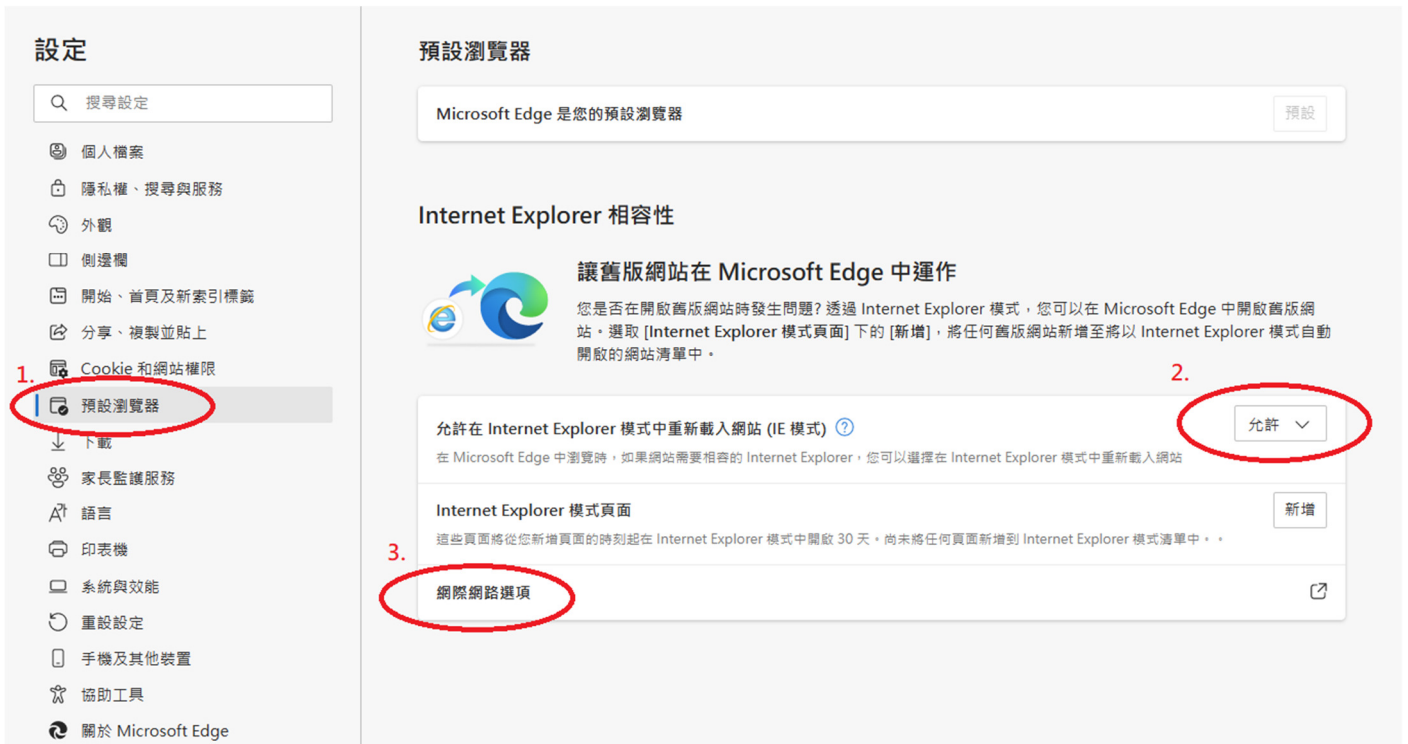 設定
搜尋設定
個人檔案
隱私權、搜尋與服務
外觀
側邊欄
開始、首頁及新索引標籤
分享、複製並貼上
Cookie 和網站權限
1.
預設瀏覽器
下載
家長監護服務
語言
印表機
系統與效能
重設設定
手機及其他裝置
協助工具
關於 Microsoft Edge
預設瀏覽器
Microsoft Edge 是您的預設瀏覽器
預設
Internet Explorer 相容性
讓舊版網站在 Microsoft Edge 中運作
您是否在開啟舊版網站時發生問題? 透過 Internet Explorer 模式，您可以在 Microsoft Edge 中開啟舊版網
站。選取 [Internet Explorer 模式頁面] 下的 [新增]，將任何舊版網站新增至將以 Internet Explorer 模式自動
開啟的網站清單中。
2.
允許在 Internet Explorer 模式中重新載入網站 (IE 模式)
允許
在 Microsoft Edge 中瀏覽時，如果網站需要相容的 Internet Explorer，您可以選擇在 Internet Explorer 模式中重新載入網站
Internet Explorer 模式頁面
新增
這些頁面將從您新增頁面的時刻起在 Internet Explorer 模式中開啟 30 天。尚未將任何頁面新增到 Internet Explorer 模式清單中。。
3.
網際網路選項